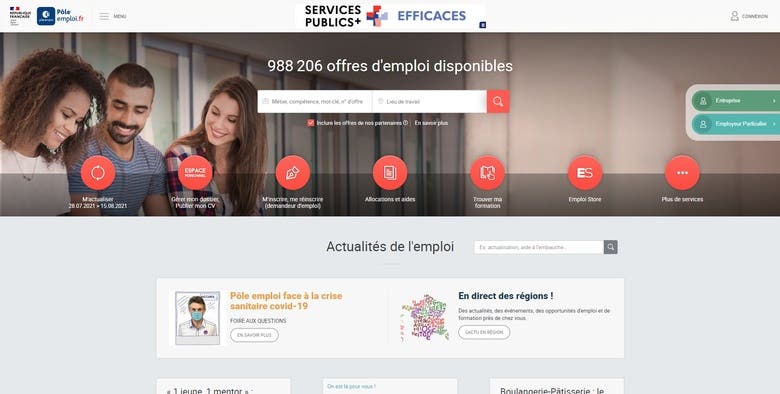 RÉPUBLIQUE
FRANÇAISE
Pôle
emploi.fr
MENU
SERVICES
PUBLICS+
EFFICACES
CONNEXION
988 206 offres d'emploi disponibles
Métier, compétence, mot-clé, n° d'offre
Lieu de travail
Inclure les offres de nos partenaires
En savoir plus
Entreprise
Employeur Particulier
ESPACE
PERSONNEL
ES
M'actualiser
28.07.2021 > 15.08.2021
Gérer mon dossier,
Publier mon CV
M'inscrire, me réinscrire
(demandeur d'emploi)
Allocations et aides
Trouver ma
formation
Emploi Store
Plus de services
Actualités de l'emploi
Ex: actualisation, aide à l'embauche..
Pôle emploi face à la crise
sanitaire covid-19
FOIRE AUX QUESTIONS
EN SAVOIR PLUS
En direct des régions !
Des actualités, des événements, des opportunités d'emploi et de
formation près de chez vous.
L'ACTU EN RÉGION
« 1 jeune, 1 mentor » :
On est là pour vous !
Boulangerie-Pâtisserie : le